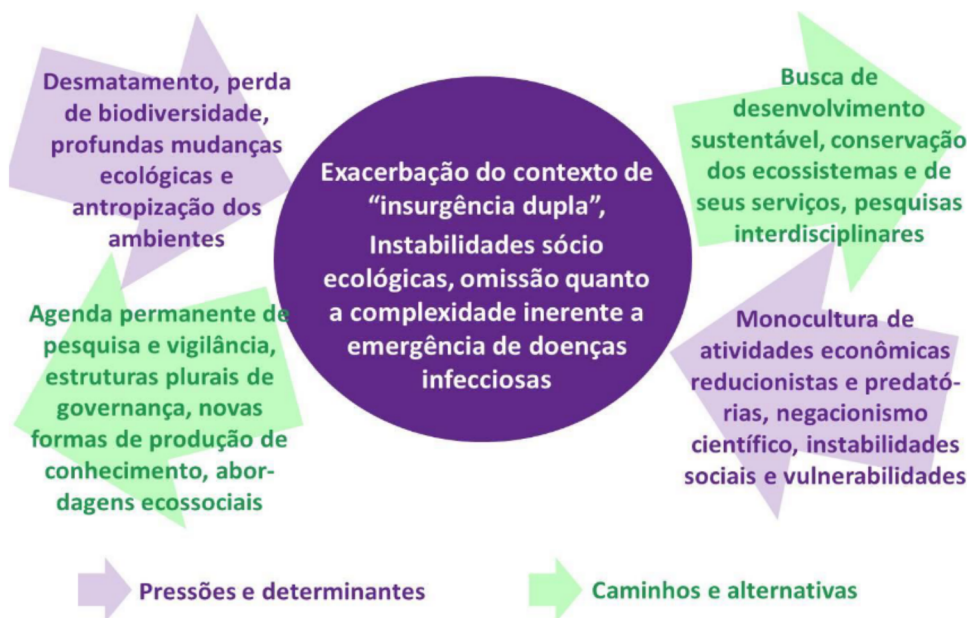 Desmatamento, perda
de biodiversidade,
profundas mudanças
ecológicas e
antropização dos
ambientes
Agenda permanente de
pesquisa e vigilância,
estruturas plurais de
governança, novas
formas de produção de
conhecimento, abor-
dagens ecossociais
Exacerbação do contexto de
“insurgência dupla”,
Instabilidades sócio
ecológicas, omissão quanto
a complexidade inerente a
emergência de doenças
infecciosas
Busca de
desenvolvimento
sustentável, conservação
dos ecossistemas e de
seus serviços, pesquisas
interdisciplinares
Monocultura de
atividades econômicas
reducionistas e predató-
rias, negacionismo
científico, instabilidades
sociais e vulnerabilidades
Pressões e determinantes
Caminhos e alternativas